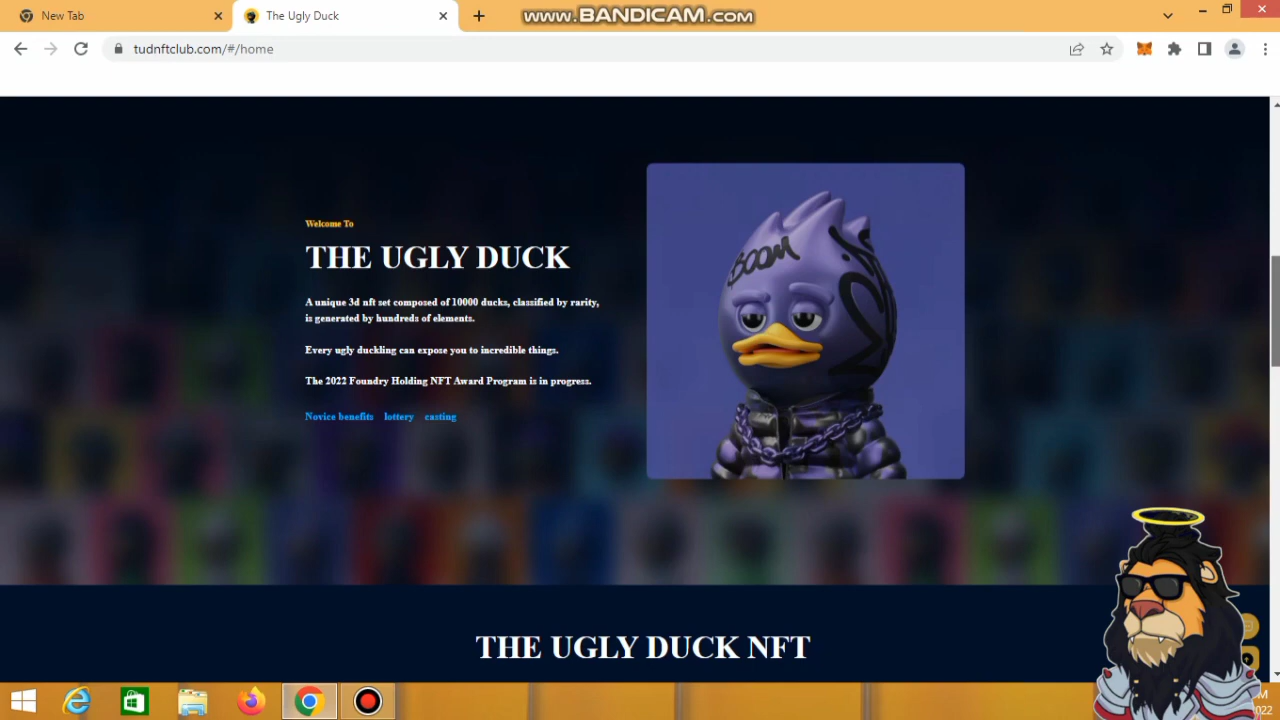 New Tab
The Ugly Duck
WWW.BANDICAM.COM
tudnftclub.com/#/home
Welcome To
THE UGLY DUCK
A unique 3d nft set composed of 10000 ducks, classified by rarity,
is generated by hundreds of elements.
Every ugly duckling can expose you to incredible things.
The 2022 Foundry Holding NFT Award Program is in progress.
Novice benefits lottery casting
BOOM
THE UGLY DUCK NFT